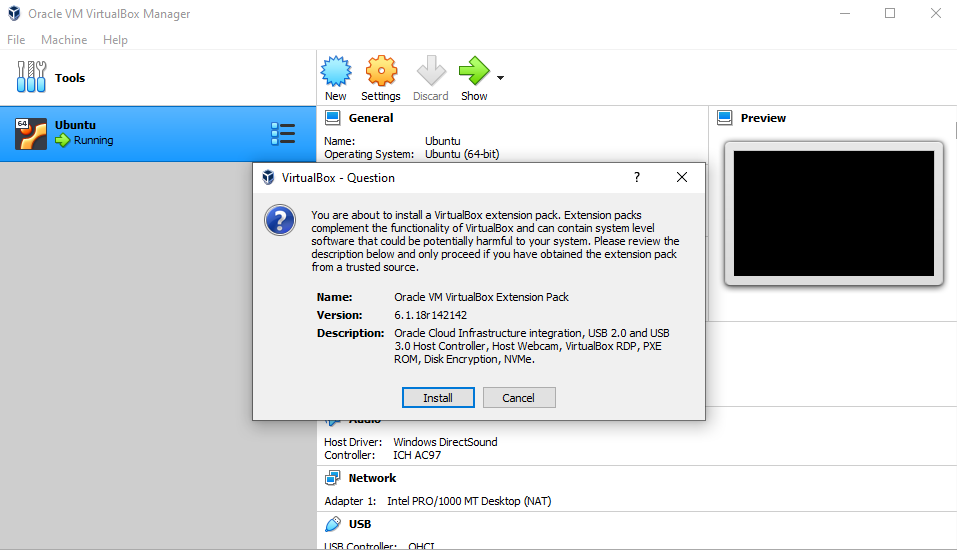 Oracle VM VirtualBox Manager
File Machine Help
Tools
New Settings Discard Show
64
Ubuntu
Running
General
Name: Ubuntu
Operating System: Ubuntu (64-bit)
Preview
VirtualBox - Question ?
You are about to install a VirtualBox extension pack. Extension packs
complement the functionality of VirtualBox and can contain system level
software that could be potentially harmful to your system. Please review the
description below and only proceed if you have obtained the extension pack
from a trusted source.
Name: Oracle VM VirtualBox Extension Pack
Version: 6.1.18r142142
Description: Oracle Cloud Infrastructure integration, USB 2.0 and USB
3.0 Host Controller, Host Webcam, VirtualBox RDP, PXE
ROM, Disk Encryption, NVMe.
Install Cancel
Audio
Host Driver: Windows DirectSound
Controller: ICH AC97
Network
Adapter 1: Intel PRO/1000 MT Desktop (NAT)
USB
USB Controller: OHCI